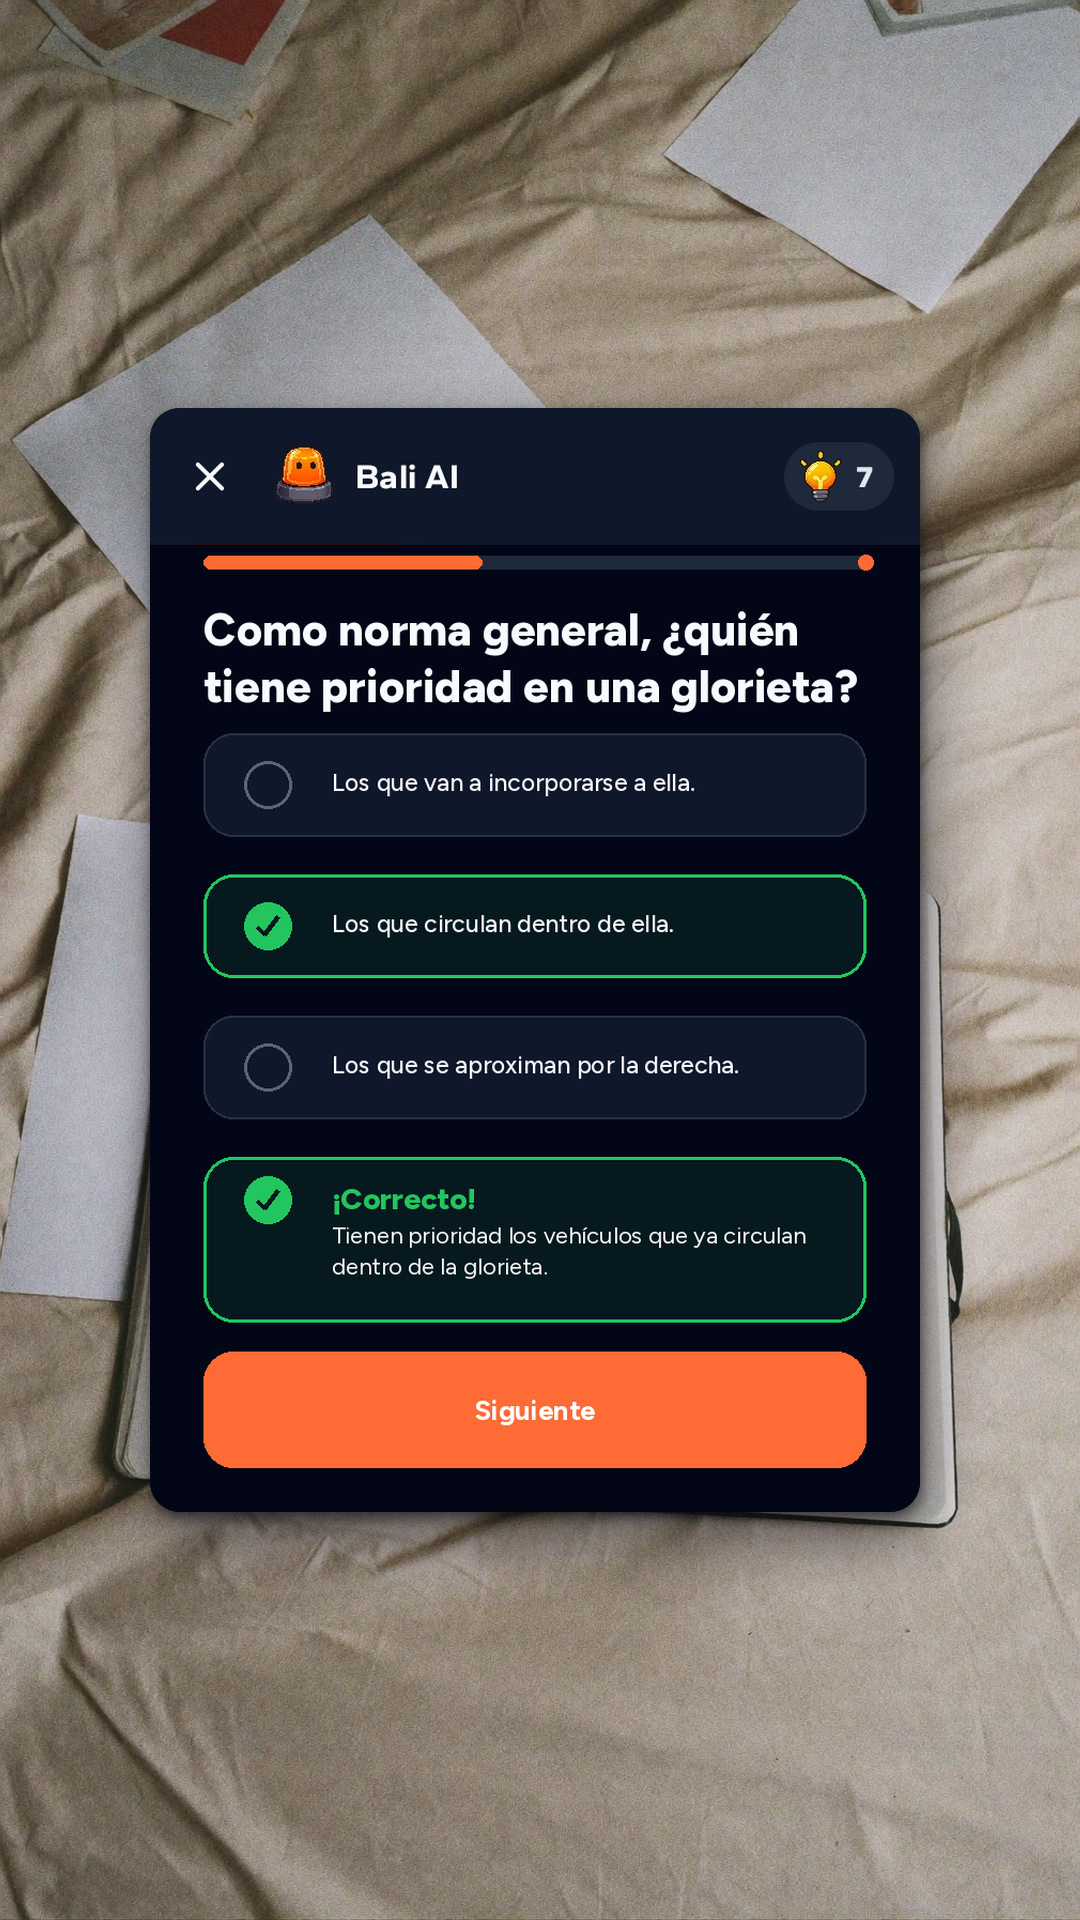 Bali AI
7
Como norma general, ¿quién
tiene prioridad en una glorieta?
Los que van a incorporarse a ella.
Los que circulan dentro de ella.
Los que se aproximan por la derecha.
¡Correcto!
Tienen prioridad los vehículos que ya circulan
dentro de la glorieta.
Siguiente